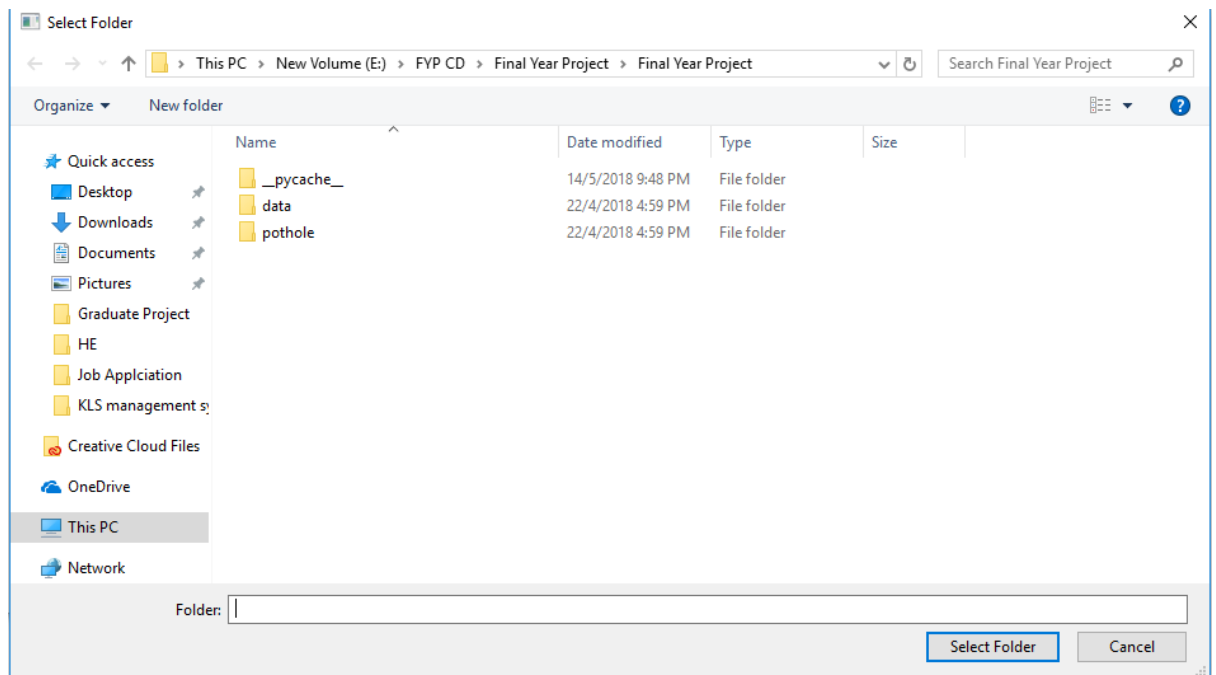 Select Folder
This PC > New Volume (E:) > FYP CD > Final Year Project > Final Year Project
Search Final Year Project
Organize
New folder
Name
Date modified
Type
Size
Quick access
Desktop
Downloads
Documents
Pictures
Graduate Project
HE
Job Applciation
KLS management sy
Creative Cloud Files
OneDrive
This PC
Network
__pycache__ 14/5/2018 9:48 PM File folder
data 22/4/2018 4:59 PM File folder
pothole 22/4/2018 4:59 PM File folder
Folder:
Select Folder
Cancel